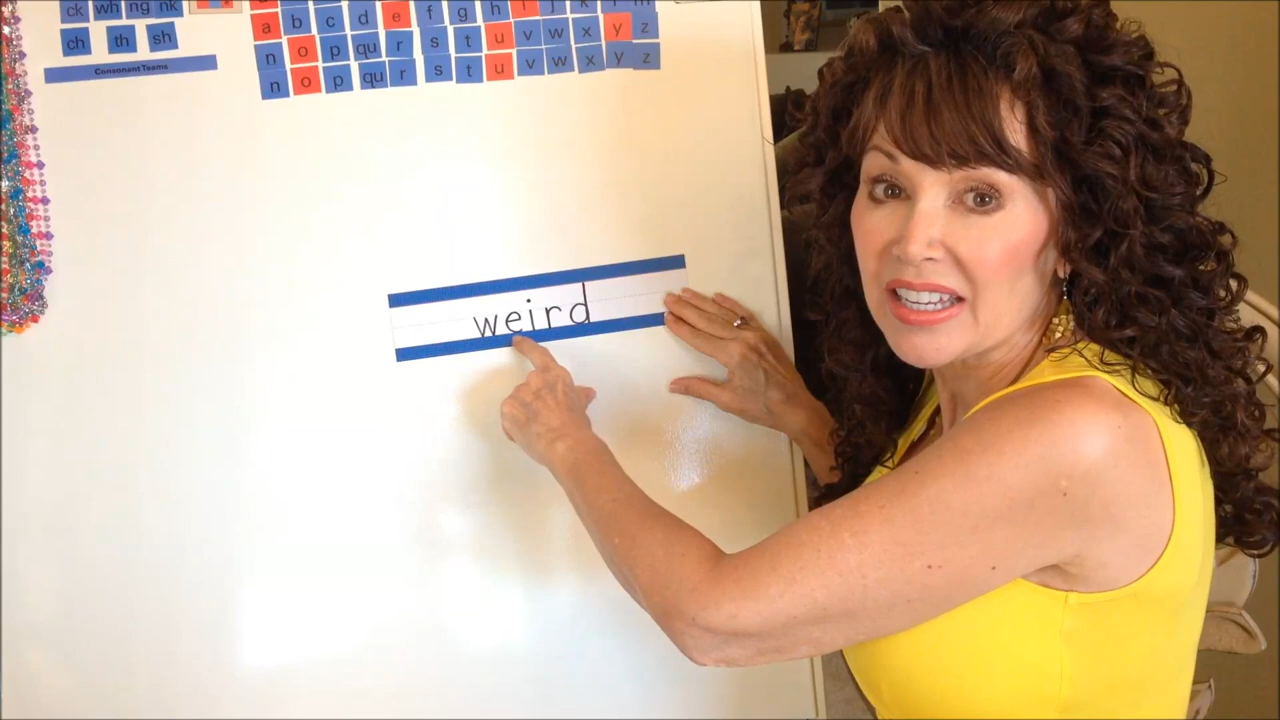 ck wh ng nk
ch th sh
Consonant Teams
a b c d e f g h i j k l m
n o p qu r s t u v w x y z
n o p qu r s t u v w x y z
weird